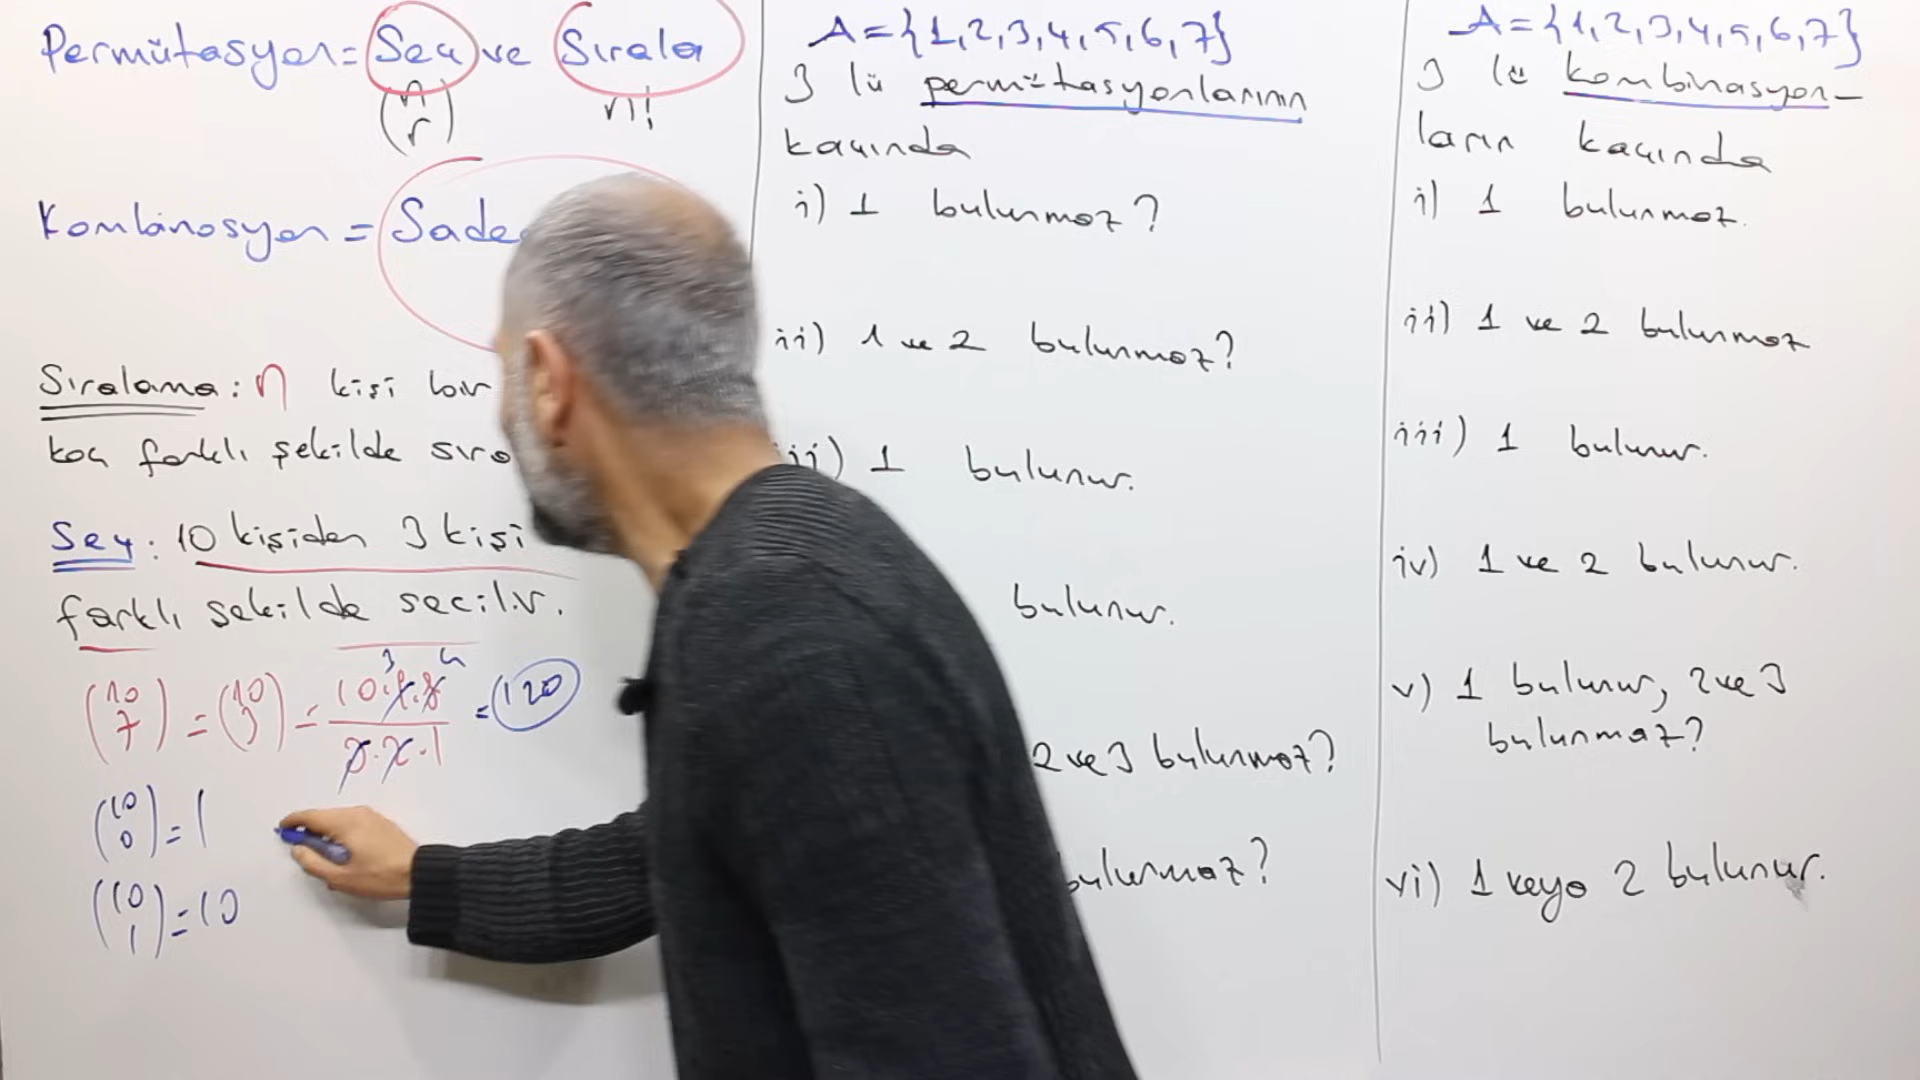 Permütasyon = Seç ve Sırala
(n r) n!
Kombinasyon =
Sıralama: n kişi bir
kaç farklı şekilde
Seç: 10 kişiden 3 kişi
farklı şekilde seçilir.
(10 7) = (10 3) = 10.9.8 / 3.2.1 = 120
3 4
(10 0) = 1
(10 1) = 10
A={1,2,3,4,5,6,7}
3 lü permütasyonlarının
kaçında
i) 1 bulunmaz?
ii) 1 ve 2 bulunmaz?
iii) 1 bulunur.
bulunur.
2 ve 3 bulunmaz?
bulunmaz?
A={1,2,3,4,5,6,7}
3 lü kombinasyon-
ların kaçında
i) 1 bulunmaz.
ii) 1 ve 2 bulunmaz
iii) 1 bulunur.
iv) 1 ve 2 bulunur.
v) 1 bulunur, 2 ve 3
bulunmaz?
vi) 1 veya 2 bulunur.